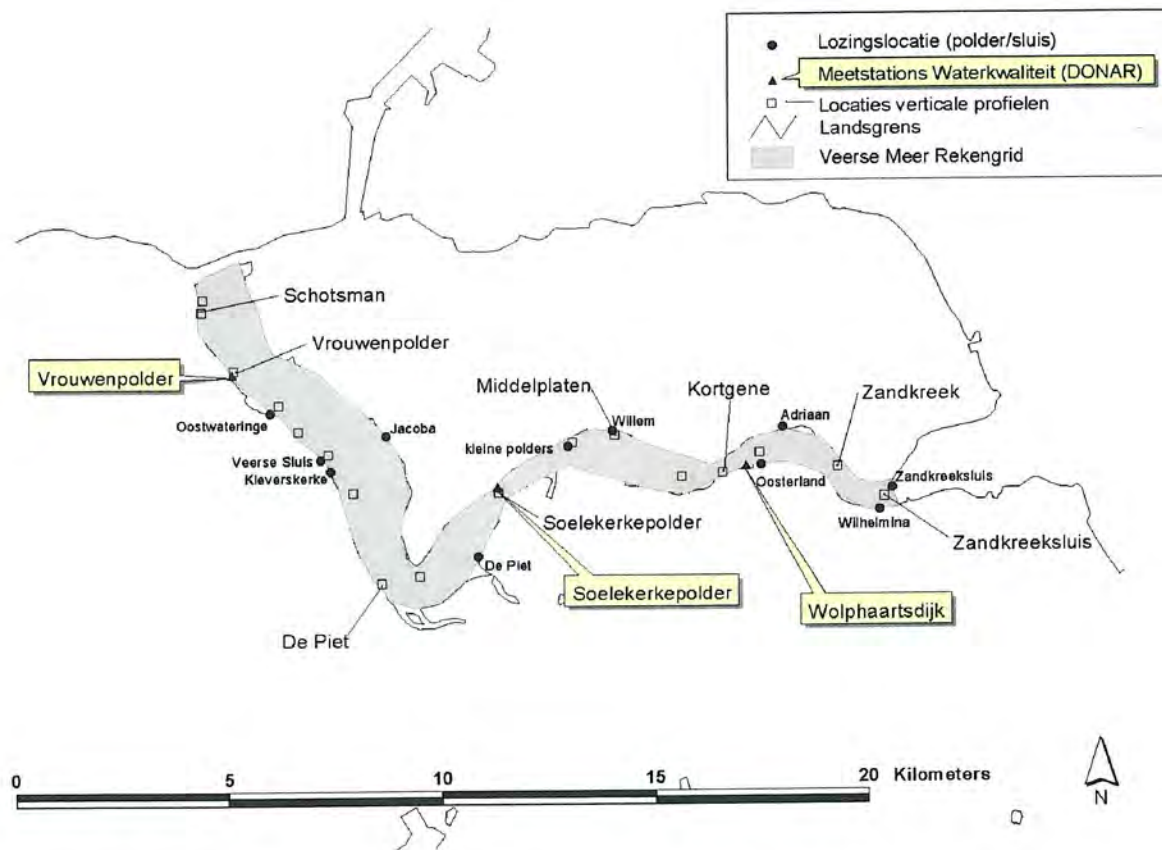 Lozingslocatie (polder/sluis)
Meetstations Waterkwaliteit (DONAR)
Locaties verticale profielen
Landsgrens
Veerse Meer Rekengrid
Schotsman
Vrouwenpolder
Vrouwenpolder
Oostwateringe
Jacoba
Veerse Sluis
Kleverskerke
De Piet
Middelplaten
Willem
kleine polders
Kortgene
Adriaan
Zandkreek
Oosterland
Zandkreeksluis
Wilhelmina
Zandkreeksluis
Soelekerkepolder
De Piet
Soelekerkepolder
Wolphaartsdijk
0 5 10 15 20 Kilometers
N